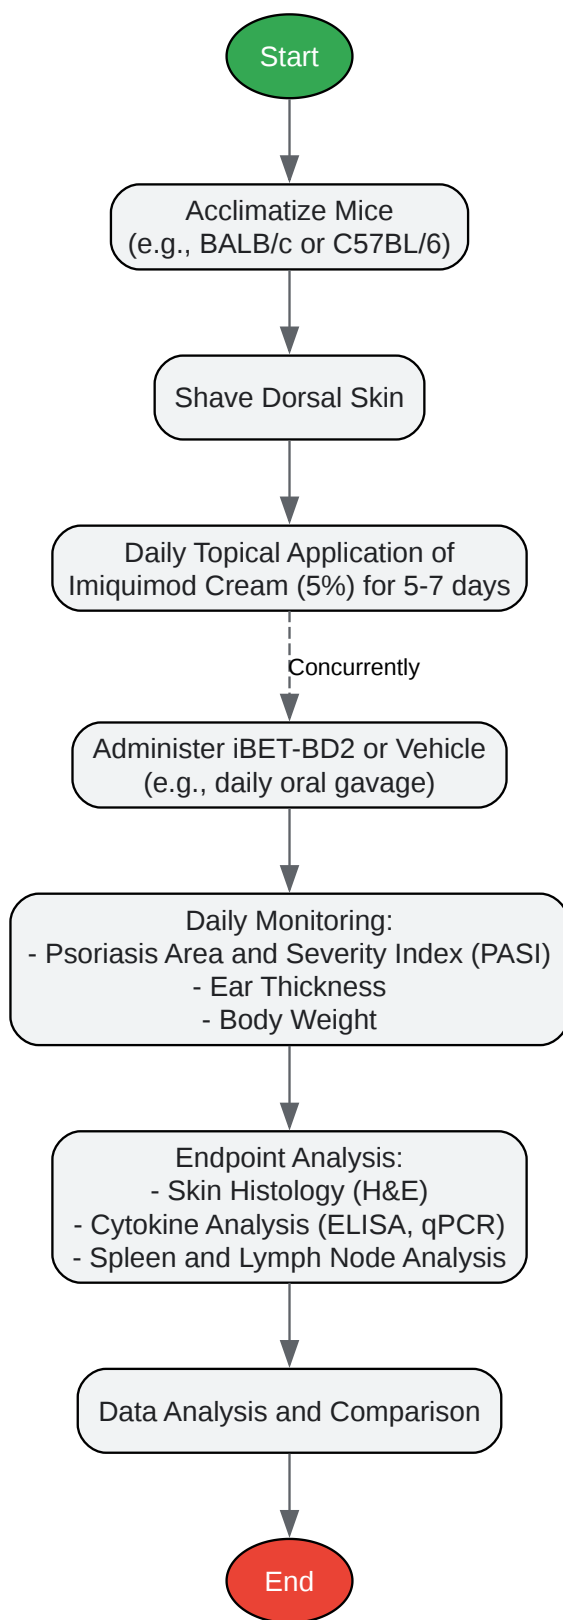 Start
Acclimatize Mice
(e.g., BALB/c or C57BL/6)
Shave Dorsal Skin
Daily Topical Application of
Imiquimod Cream (5%) for 5-7 days
Concurrently
Administer iBET-BD2 or Vehicle
(e.g., daily oral gavage)
Daily Monitoring:
- Psoriasis Area and Severity Index (PASI)
- Ear Thickness
- Body Weight
Endpoint Analysis:
- Skin Histology (H&E)
- Cytokine Analysis (ELISA, qPCR)
- Spleen and Lymph Node Analysis
Data Analysis and Comparison
End